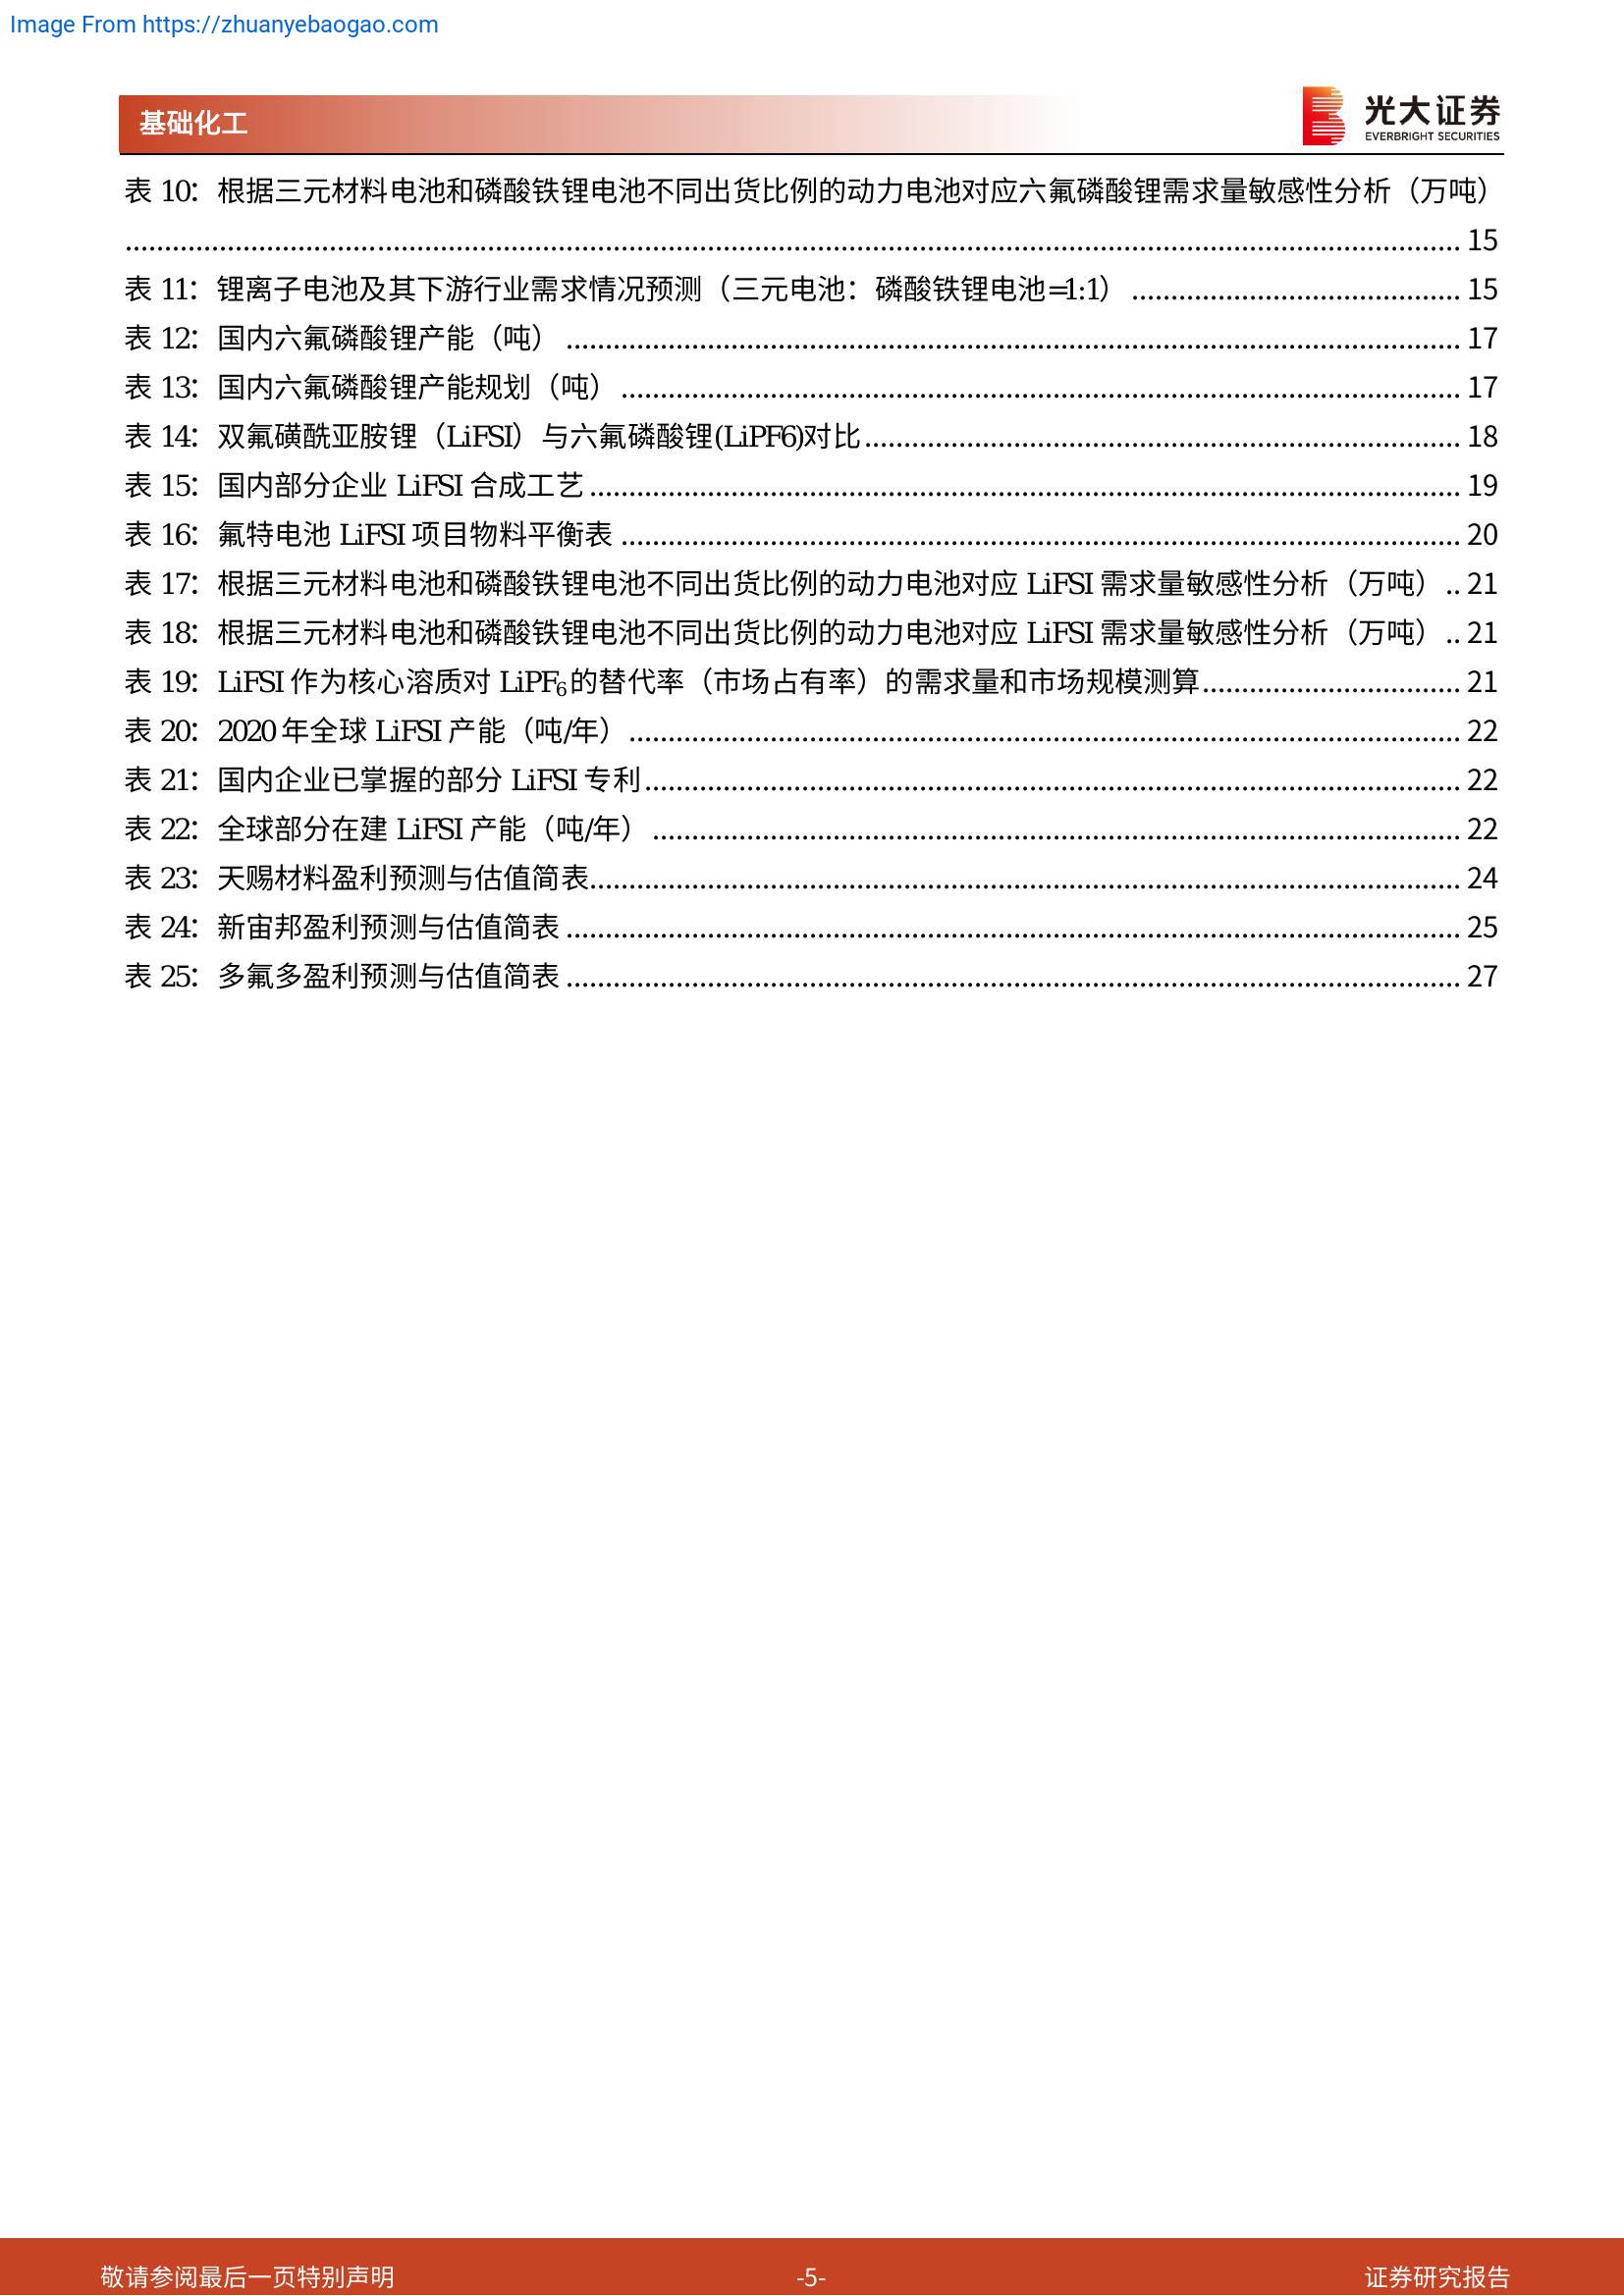 Image From https://zhuanyebaogao.com
基础化工
光大证券
EVERBRIGHT SECURITIES
表 10：根据三元材料电池和磷酸铁锂电池不同出货比例的动力电池对应六氟磷酸锂需求量敏感性分析（万吨）
........................................................................................................ 15
表 11：锂离子电池及其下游行业需求情况预测（三元电池：磷酸铁锂电池=1:1） .......................... 15
表 12：国内六氟磷酸锂产能（吨） ........................................................................ 17
表 13：国内六氟磷酸锂产能规划（吨） .................................................................... 17
表 14：双氟磺酰亚胺锂（LiFSI）与六氟磷酸锂(LiPF6)对比................................................ 18
表 15：国内部分企业 LiFSI 合成工艺 ...................................................................... 19
表 16：氟特电池 LiFSI 项目物料平衡表 .................................................................... 20
表 17：根据三元材料电池和磷酸铁锂电池不同出货比例的动力电池对应 LiFSI 需求量敏感性分析（万吨） .. 21
表 18：根据三元材料电池和磷酸铁锂电池不同出货比例的动力电池对应 LiFSI 需求量敏感性分析（万吨） .. 21
表 19：LiFSI 作为核心溶质对 LiPF₆的替代率（市场占有率）的需求量和市场规模测算..................... 21
表 20：2020 年全球 LiFSI 产能（吨/年） ................................................................... 22
表 21：国内企业已掌握的部分 LiFSI 专利.................................................................. 22
表 22：全球部分在建 LiFSI 产能（吨/年） ................................................................. 22
表 23：天赐材料盈利预测与估值简表...................................................................... 24
表 24：新宙邦盈利预测与估值简表 ........................................................................ 25
表 25：多氟多盈利预测与估值简表 ........................................................................ 27
敬请参阅最后一页特别声明
-5-
证券研究报告